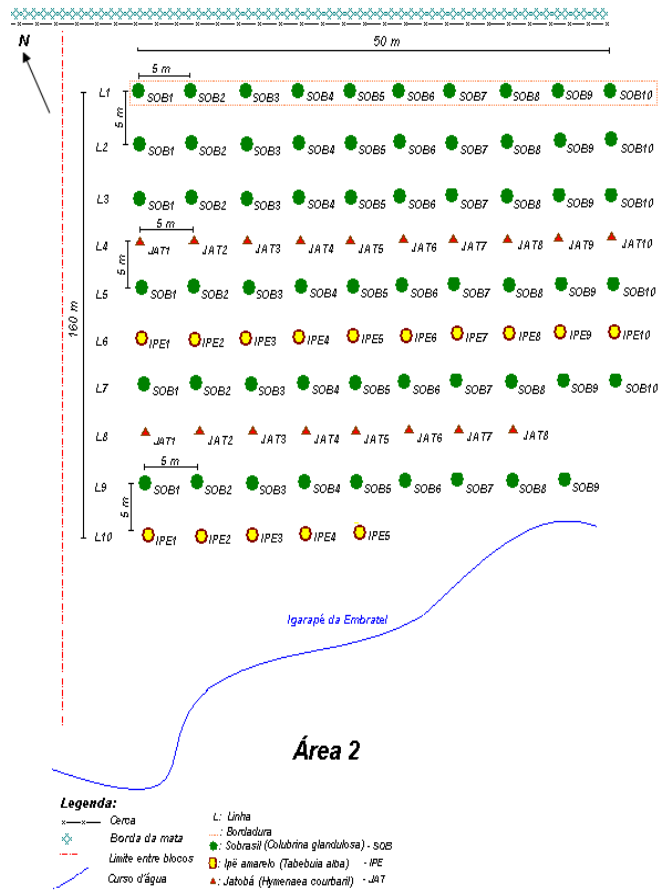 N
50 m
5 m
L1 SOB1 SOB2 SOB3 SOB4 SOB5 SOB6 SOB7 SOB8 SOB9 SOB10
5 m
L2 SOB1 SOB2 SOB3 SOB4 SOB5 SOB6 SOB7 SOB8 SOB9 SOB10
L3 SOB1 SOB2 SOB3 SOB4 SOB5 SOB6 SOB7 SOB8 SOB9 SOB10
5 m
L4 JAT1 JAT2 JAT3 JAT4 JAT5 JAT6 JAT7 JAT8 JAT9 JAT10
5 m
L5 SOB1 SOB2 SOB3 SOB4 SOB5 SOB6 SOB7 SOB8 SOB9 SOB10
160 m
L6 IPE1 IPE2 IPE3 IPE4 IPE5 IPE6 IPE7 IPE8 IPE9 IPE10
L7 SOB1 SOB2 SOB3 SOB4 SOB5 SOB6 SOB7 SOB8 SOB9 SOB10
L8 JAT1 JAT2 JAT3 JAT4 JAT5 JAT6 JAT7 JAT8
5 m
L9 SOB1 SOB2 SOB3 SOB4 SOB5 SOB6 SOB7 SOB8 SOB9
5 m
L10 IPE1 IPE2 IPE3 IPE4 IPE5
Igarapé da Embratel
Área 2
Legenda:
Cerca
Borda da mata
Limite entre blocos
Curso d'água
L: Linha
: Bordadura
: Sobrasil (Colubrina glandulosa) - SOB
: Ipê amarelo (Tabebuia alba) - IPE
: Jatobá (Hymenaea courbaril) - JAT